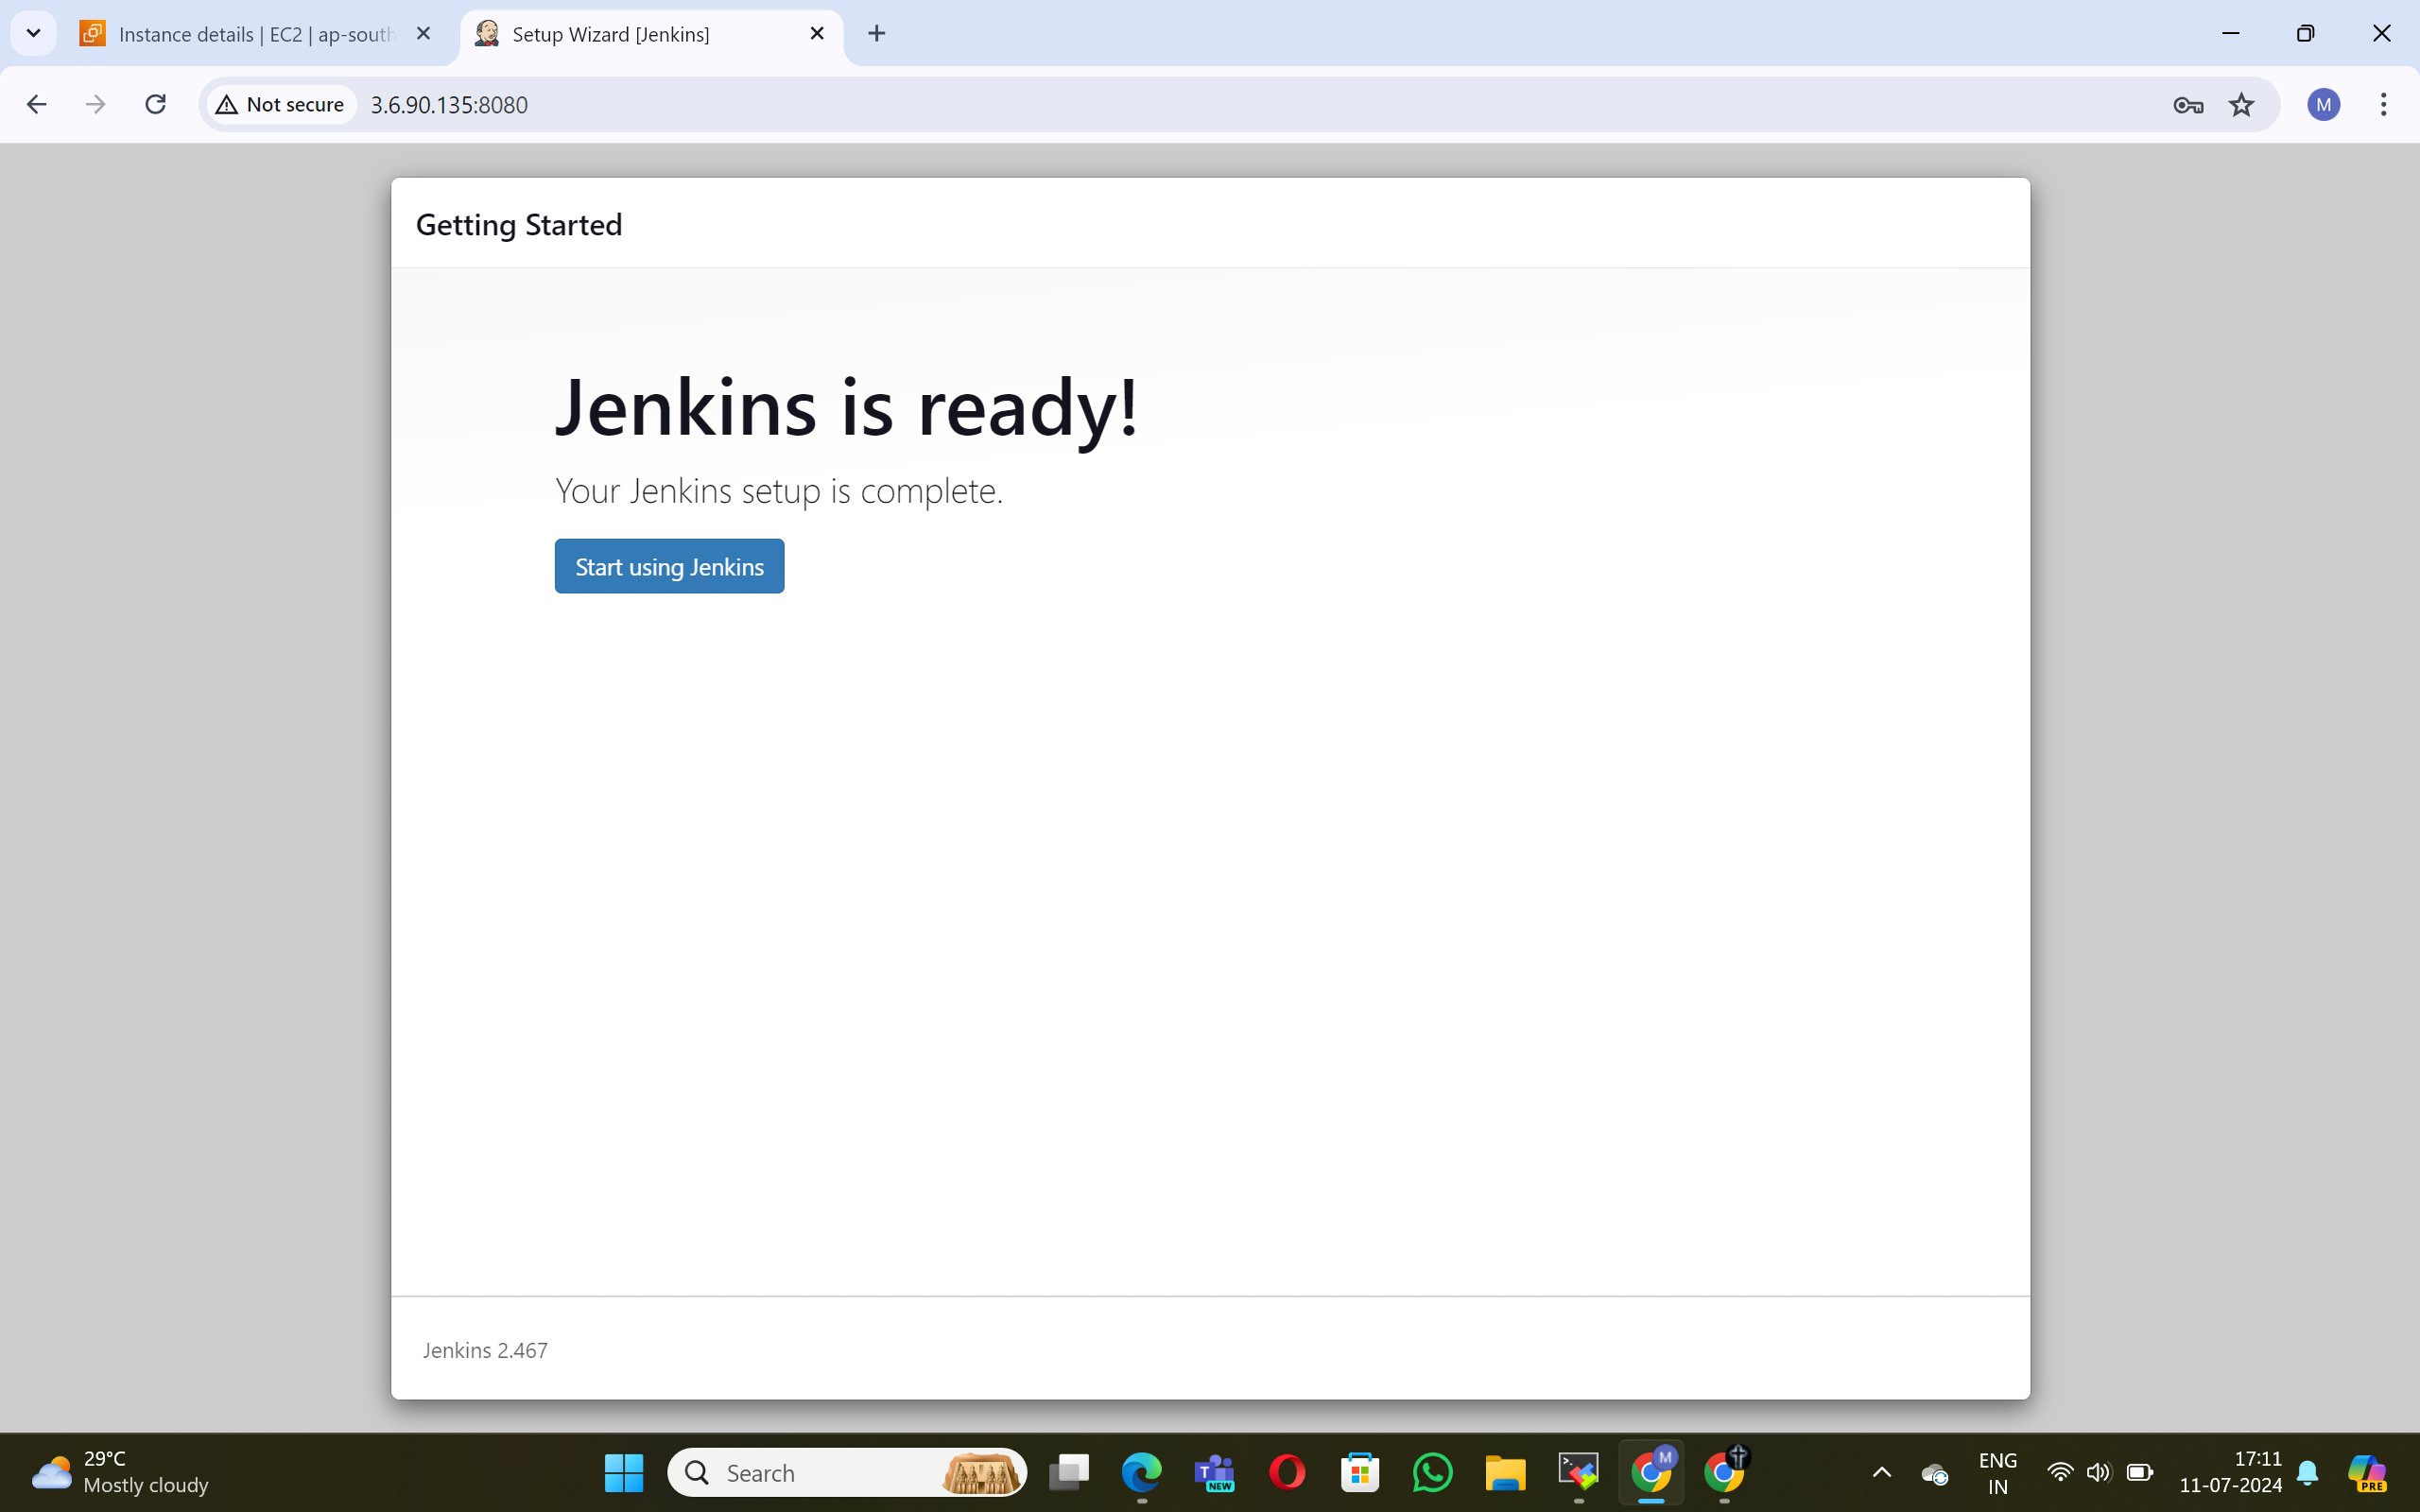 Instance details | EC2 | ap-south
Setup Wizard [Jenkins]
Not secure
3.6.90.135:8080
M
Getting Started
Jenkins is ready!
Your Jenkins setup is complete.
Start using Jenkins
Jenkins 2.467
29°C
Mostly cloudy
Search
T
NEW
M
ENG
IN
17:11
11-07-2024
PRE